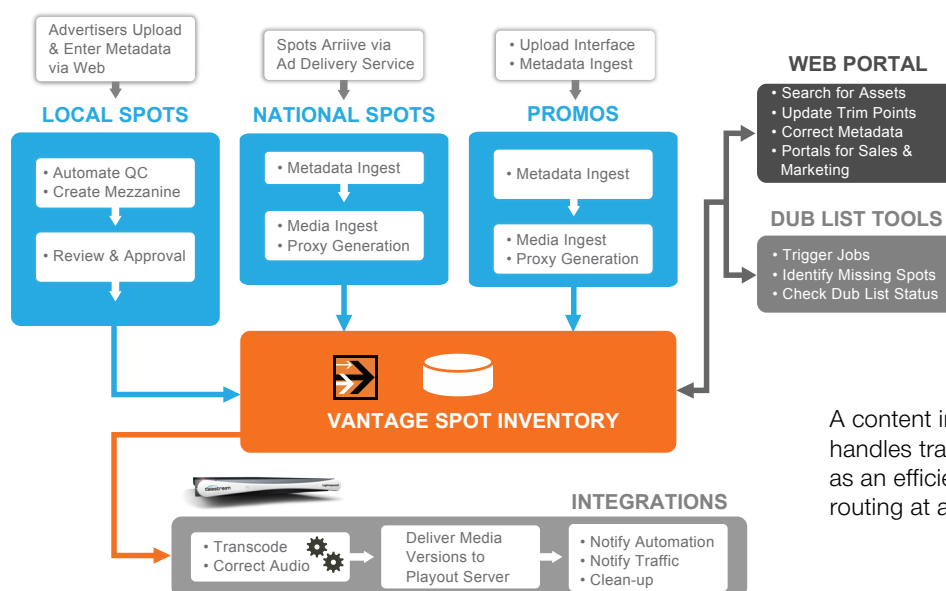 Advertisers Upload
& Enter Metadata
via Web
Spots Arriive via
Ad Delivery Service
• Upload Interface
• Metadata Ingest
LOCAL SPOTS
NATIONAL SPOTS
PROMOS
• Automate QC
• Create Mezzanine
• Review & Approval
• Metadata Ingest
• Media Ingest
• Proxy Generation
• Metadata Ingest
• Media Ingest
• Proxy Generation
WEB PORTAL
• Search for Assets
• Update Trim Points
• Correct Metadata
• Portals for Sales &
Marketing
DUB LIST TOOLS
• Trigger Jobs
• Identify Missing Spots
• Check Dub List Status
VANTAGE SPOT INVENTORY
A content in
handles tra
as an efficie
routing at a
telestream
INTEGRATIONS
• Transcode
• Correct Audio
Deliver Media
Versions to
Playout Server
• Notify Automation
• Notify Traffic
• Clean-up